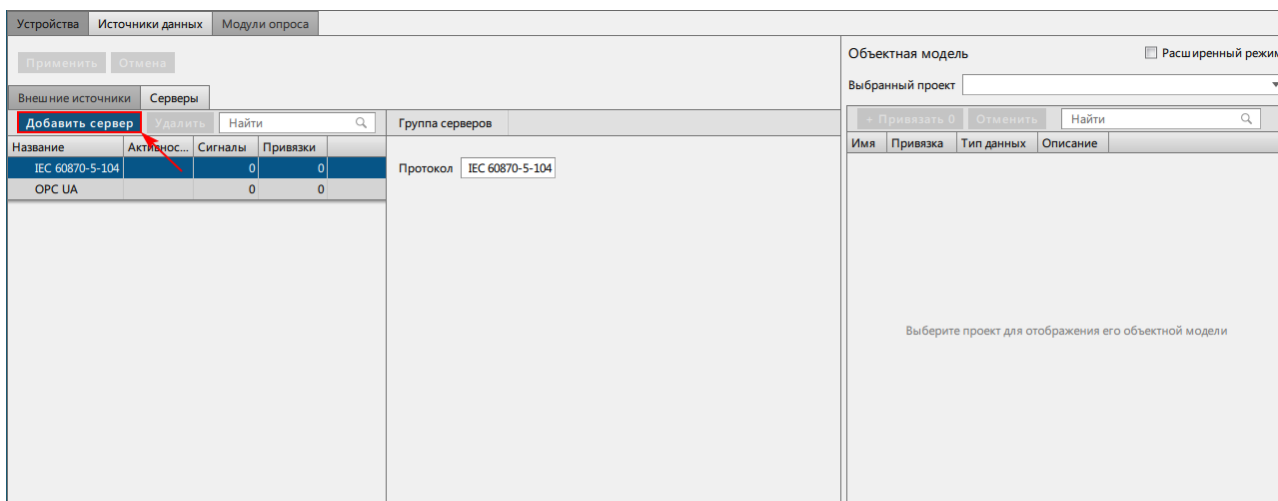 Устройства Источники данных Модули опроса
Применить Отмена
Внешние источники Серверы
Добавить сервер Удалить Найти
Название Активнос... Сигналы Привязки
IEC 60870-5-104 0 0
OPC UA 0 0
Группа серверов
Протокол IEC 60870-5-104
Объектная модель Расширенный режим
Выбранный проект
+ Привязать 0 Отменить Найти
Имя Привязка Тип данных Описание
Выберите проект для отображения его объектной модели